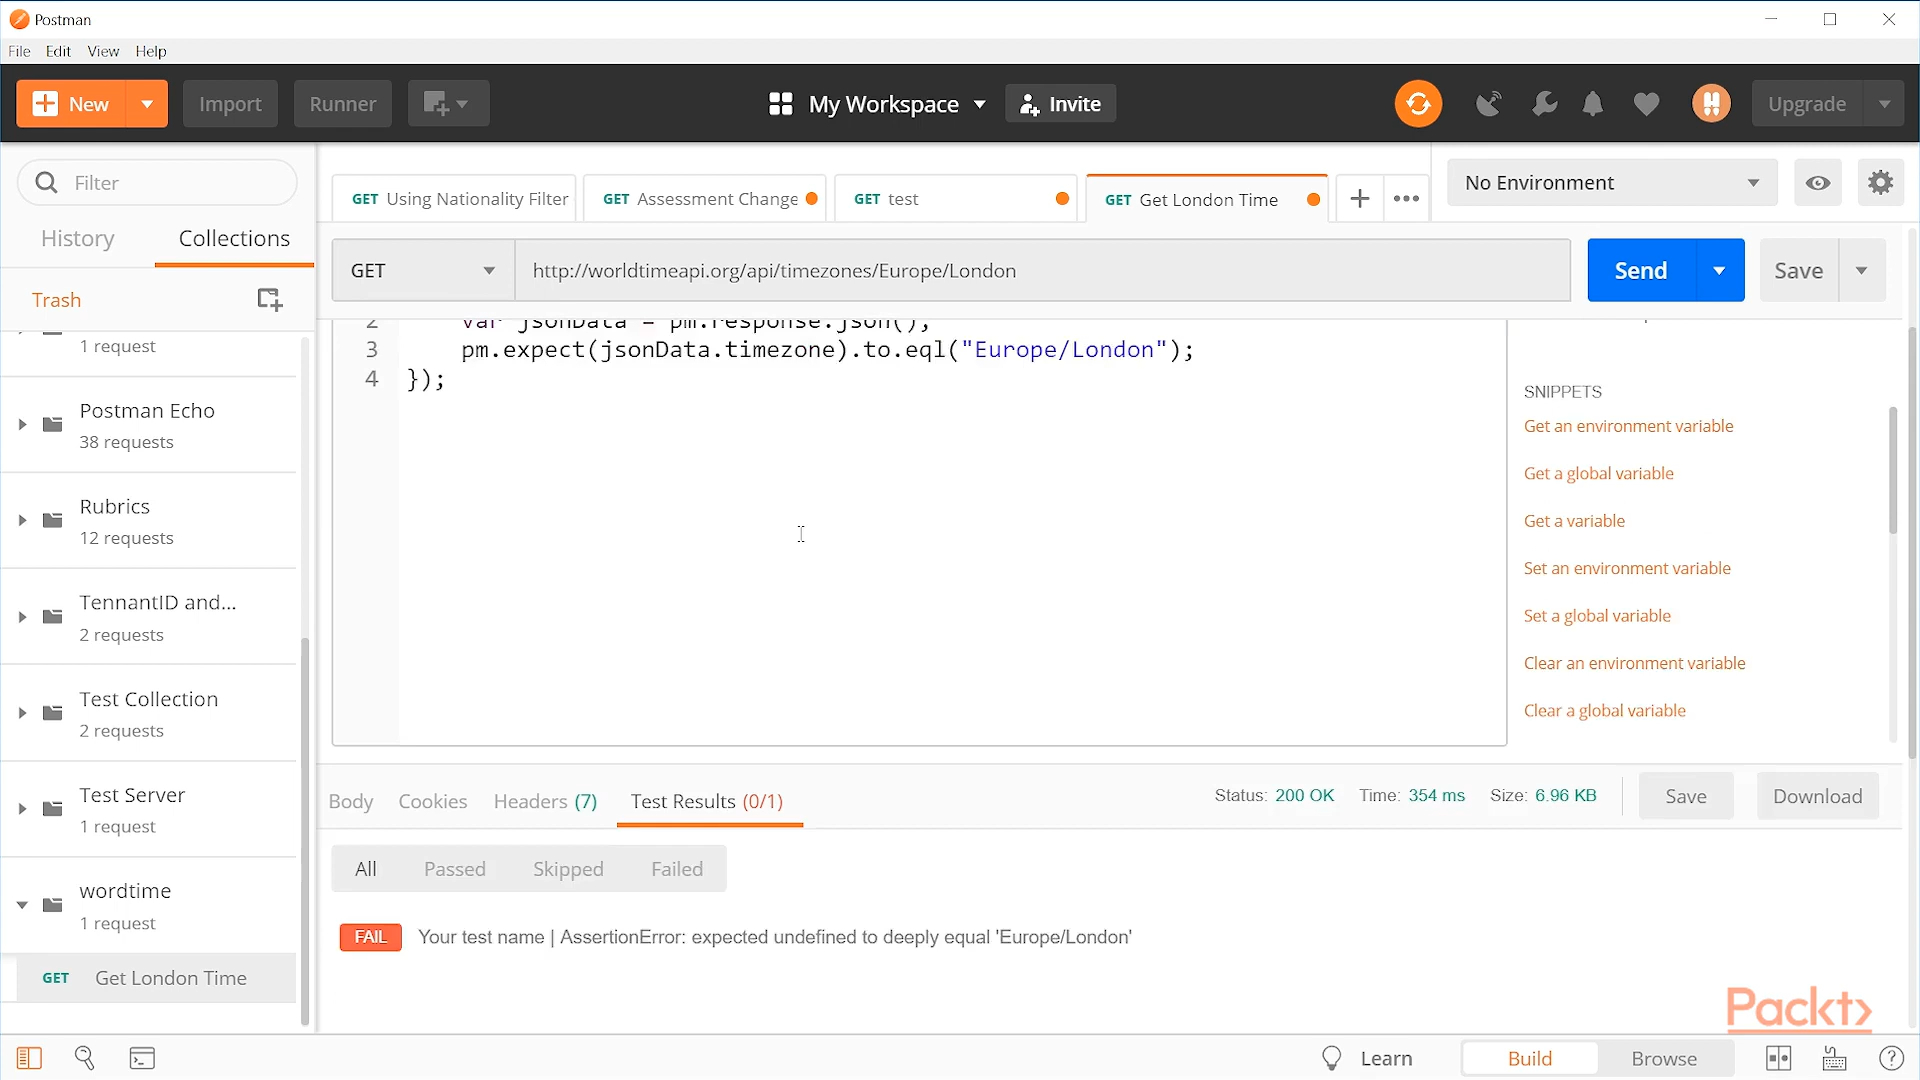 Postman
File Edit View Help
New Import Runner My Workspace Invite Upgrade
Filter
History Collections
Trash
1 request
Postman Echo
38 requests
Rubrics
12 requests
TennantID and...
2 requests
Test Collection
2 requests
Test Server
1 request
wordtime
1 request
GET Get London Time
GET Using Nationality Filter GET Assessment Change GET test GET Get London Time + •••
No Environment
GET http://worldtimeapi.org/api/timezones/Europe/London Send Save
2 var jsonData = pm.response.json();
3 pm.expect(jsonData.timezone).to.eql("Europe/London");
4 });
SNIPPETS
Get an environment variable
Get a global variable
Get a variable
Set an environment variable
Set a global variable
Clear an environment variable
Clear a global variable
Body Cookies Headers (7) Test Results (0/1) Status: 200 OK Time: 354 ms Size: 6.96 KB Save Download
All Passed Skipped Failed
FAIL Your test name | AssertionError: expected undefined to deeply equal 'Europe/London'
Packt>
Learn Build Browse